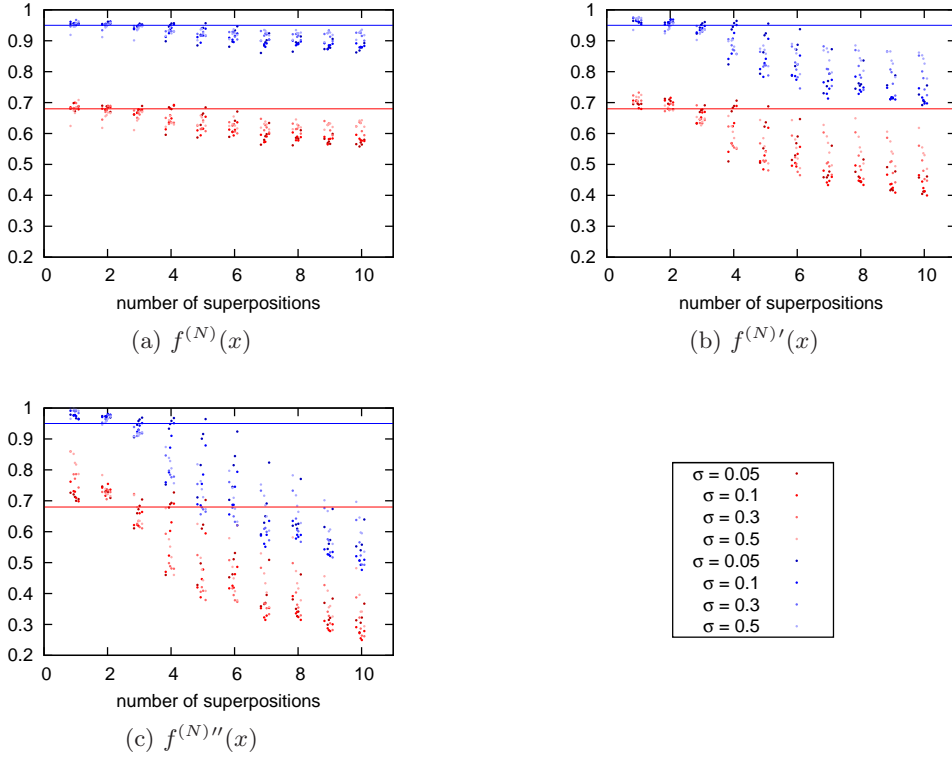 1
0.9
0.8
0.7
0.6
0.5
0.4
0.3
0.2
0 2 4 6 8 10
number of superpositions
(a) f^{(N)}(x)
1
0.9
0.8
0.7
0.6
0.5
0.4
0.3
0.2
0 2 4 6 8 10
number of superpositions
(b) f^{(N)}′(x)
1
0.9
0.8
0.7
0.6
0.5
0.4
0.3
0.2
0 2 4 6 8 10
number of superpositions
(c) f^{(N)}′′(x)
σ = 0.05
σ = 0.1
σ = 0.3
σ = 0.5
σ = 0.05
σ = 0.1
σ = 0.3
σ = 0.5